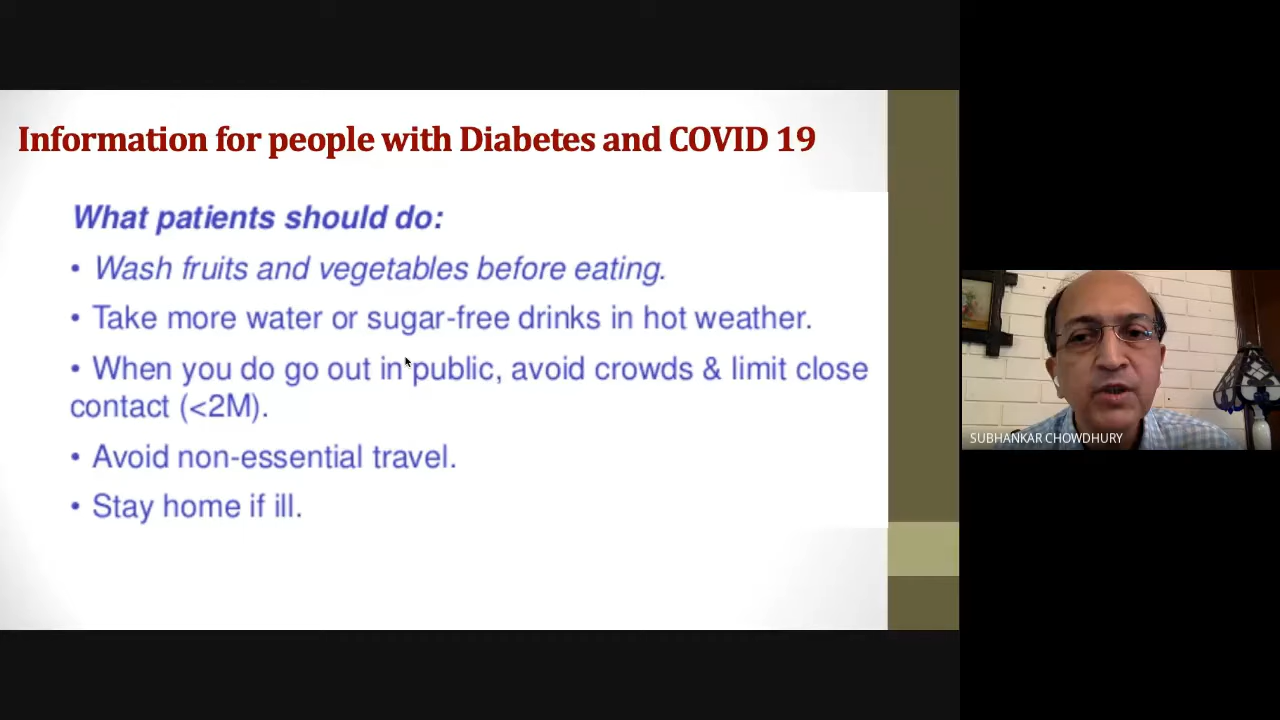 Information for people with Diabetes and COVID 19
What patients should do:
• Wash fruits and vegetables before eating.
• Take more water or sugar-free drinks in hot weather.
• When you do go out in public, avoid crowds & limit close
contact (<2M).
• Avoid non-essential travel.
• Stay home if ill.
SUBHANKAR CHOWDHURY